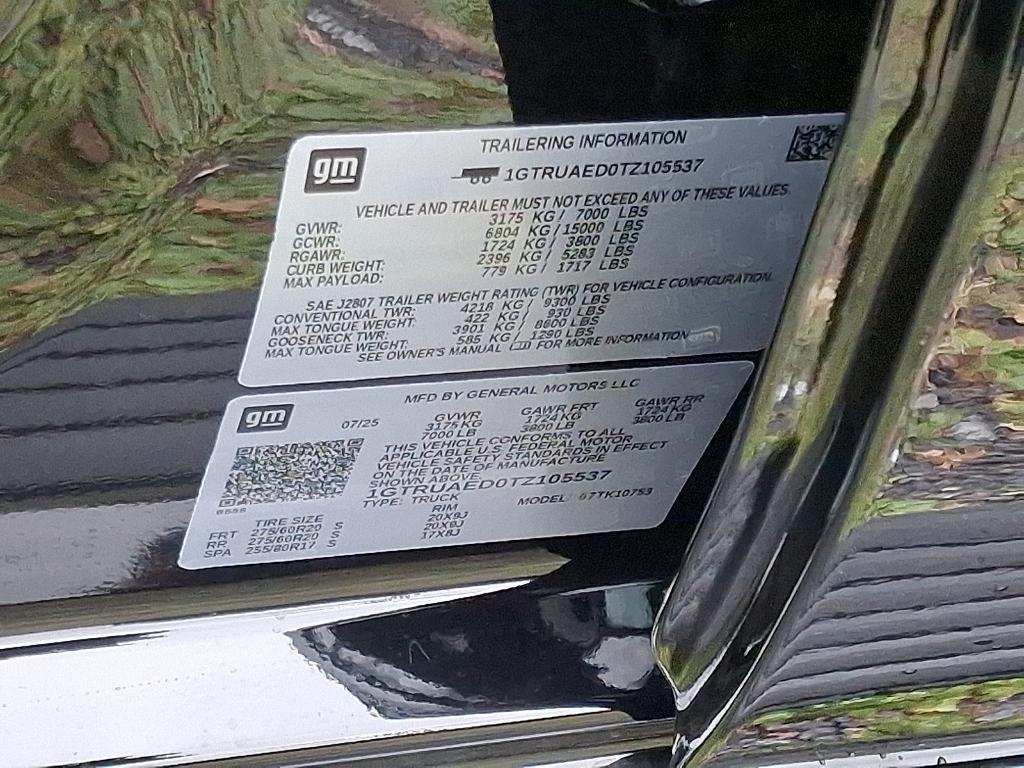 gm
TRAILERING INFORMATION
1GTRUAED0TZ105537
VEHICLE AND TRAILER MUST NOT EXCEED ANY OF THESE VALUES.
GVWR: 3175 KG / 7000 LBS
GCWR: 6804 KG / 15000 LBS
RGAWR: 1724 KG / 3800 LBS
CURB WEIGHT: 2396 KG / 5283 LBS
MAX PAYLOAD: 779 KG / 1717 LBS
SAE J2807 TRAILER WEIGHT RATING (TWR) FOR VEHICLE CONFIGURATION.
CONVENTIONAL TWR: 4218 KG / 9300 LBS
MAX TONGUE WEIGHT: 422 KG / 930 LBS
GOOSENECK TWR: 3901 KG / 8600 LBS
MAX TONGUE WEIGHT: 585 KG / 1290 LBS
SEE OWNER'S MANUAL FOR MORE INFORMATION
gm
MFD BY GENERAL MOTORS LLC
07/25 GVWR GAWR FRT GAWR RR
3175 KG 1724 KG 1724 KG
7000 LB 3800 LB 3800 LB
THIS VEHICLE CONFORMS TO ALL
APPLICABLE U.S FEDERAL MOTOR
VEHICLE SAFETY STANDARDS IN EFFECT
ON THE DATE OF MANUFACTURE
SHOWN ABOVE.
1GTRUAED0TZ105537
TYPE: TRUCK MODEL: TK10753
TIRE SIZE RIM
FRT 275/60R20 S 20X9J
RR 275/60R20 S 20X9J
SPA 255/80R17 S 17X8J